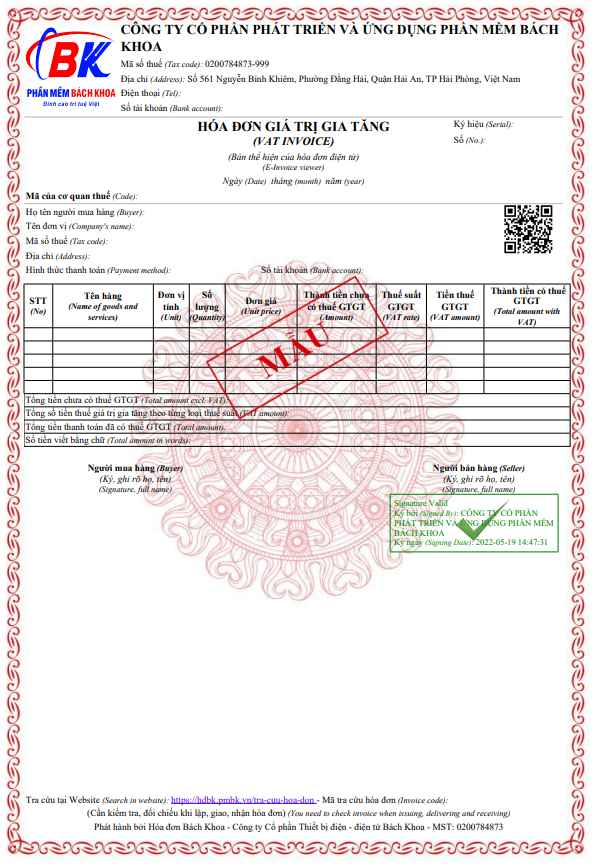 CÔNG TY CỔ PHẦN PHÁT TRIỂN VÀ ỨNG DỤNG PHẦN MỀM BÁCH
KHOA
Mã số thuế (Tax code): 0200784873-999
Địa chỉ (Address): Số 561 Nguyễn Bỉnh Khiêm, Phường Đằng Hải, Quận Hải An, TP Hải Phòng, Việt Nam
Điện thoại (Tel):
Số tài khoản (Bank account):
BK
PHẦN MỀM BÁCH KHOA
Đỉnh cao trí tuệ Việt
HÓA ĐƠN GIÁ TRỊ GIA TĂNG
(VAT INVOICE)
(Bản thể hiện của hóa đơn điện tử)
(E-Invoice viewer)
Ngày (Date) tháng (month) năm (year)
Ký hiệu (Serial):
Số (No.):
Mã của cơ quan thuế (Code):
Họ tên người mua hàng (Buyer):
Tên đơn vị (Company's name):
Mã số thuế (Tax code):
Địa chỉ (Address):
Hình thức thanh toán (Payment method): Số tài khoản (Bank account):
STT (No)
Tên hàng (Name of goods and services)
Đơn vị tính (Unit)
Số lượng (Quantity)
Đơn giá (Unit price)
Thành tiền chưa có thuế GTGT (Amount)
Thuế suất GTGT (VAT rate)
Tiền thuế GTGT (VAT amount)
Thành tiền có thuế GTGT (Total amount with VAT)
MẪU
Tổng tiền chưa có thuế GTGT (Total amount excl. VAT):
Tổng số tiền thuế giá trị gia tăng theo từng loại thuế suất (VAT amount):
Tổng tiền thanh toán đã có thuế GTGT (Total amount):
Số tiền viết bằng chữ (Total amount in words):
Người mua hàng (Buyer)
(Ký, ghi rõ họ, tên)
(Signature, full name)
Người bán hàng (Seller)
(Ký, ghi rõ họ, tên)
(Signature, full name)
Signature Valid
Ký bởi (Signed By): CÔNG TY CỔ PHẦN
PHÁT TRIỂN VÀ ỨNG DỤNG PHẦN MỀM
BÁCH KHOA
Ký ngày (Signing Date): 2022-05-19 14:47:31
Tra cứu tại Website (Search in website): https://hdbk.pmbk.vn/tra-cuu-hoa-don - Mã tra cứu hóa đơn (Invoice code):
(Cần kiểm tra, đối chiếu khi lập, giao, nhận hóa đơn) (You need to check invoice when issuing, delivering and receiving)
Phát hành bởi Hóa đơn Bách Khoa - Công ty Cổ phần Thiết bị điện - điện tử Bách Khoa - MST: 0200784873